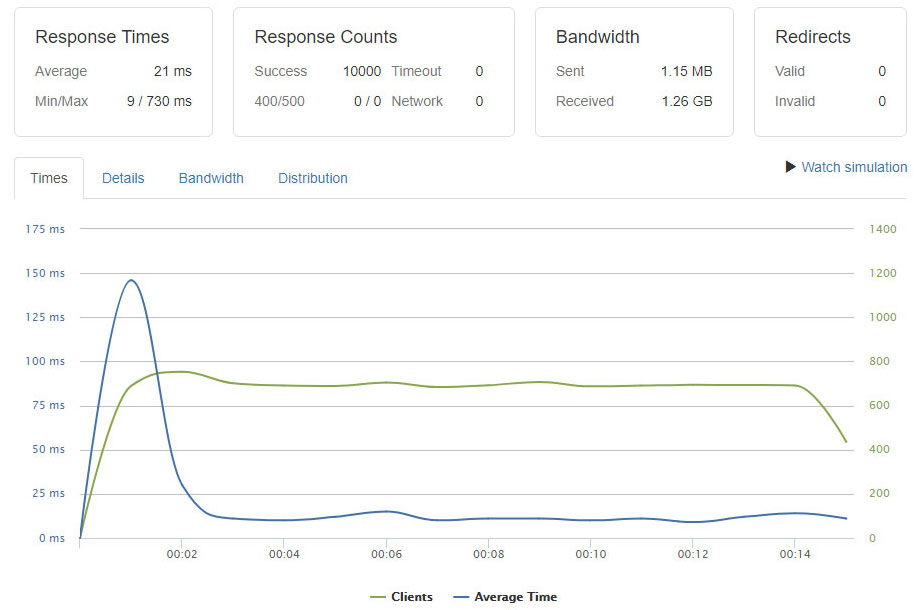 Response Times
Average 21 ms
Min/Max 9 / 730 ms
Response Counts
Success 10000 Timeout 0
400/500 0 / 0 Network 0
Bandwidth
Sent 1.15 MB
Received 1.26 GB
Redirects
Valid 0
Invalid 0
Times Details Bandwidth Distribution
Watch simulation
175 ms 1400
150 ms 1200
125 ms 1000
100 ms 800
75 ms 600
50 ms 400
25 ms 200
0 ms 0
00:02 00:04 00:06 00:08 00:10 00:12 00:14
Clients Average Time